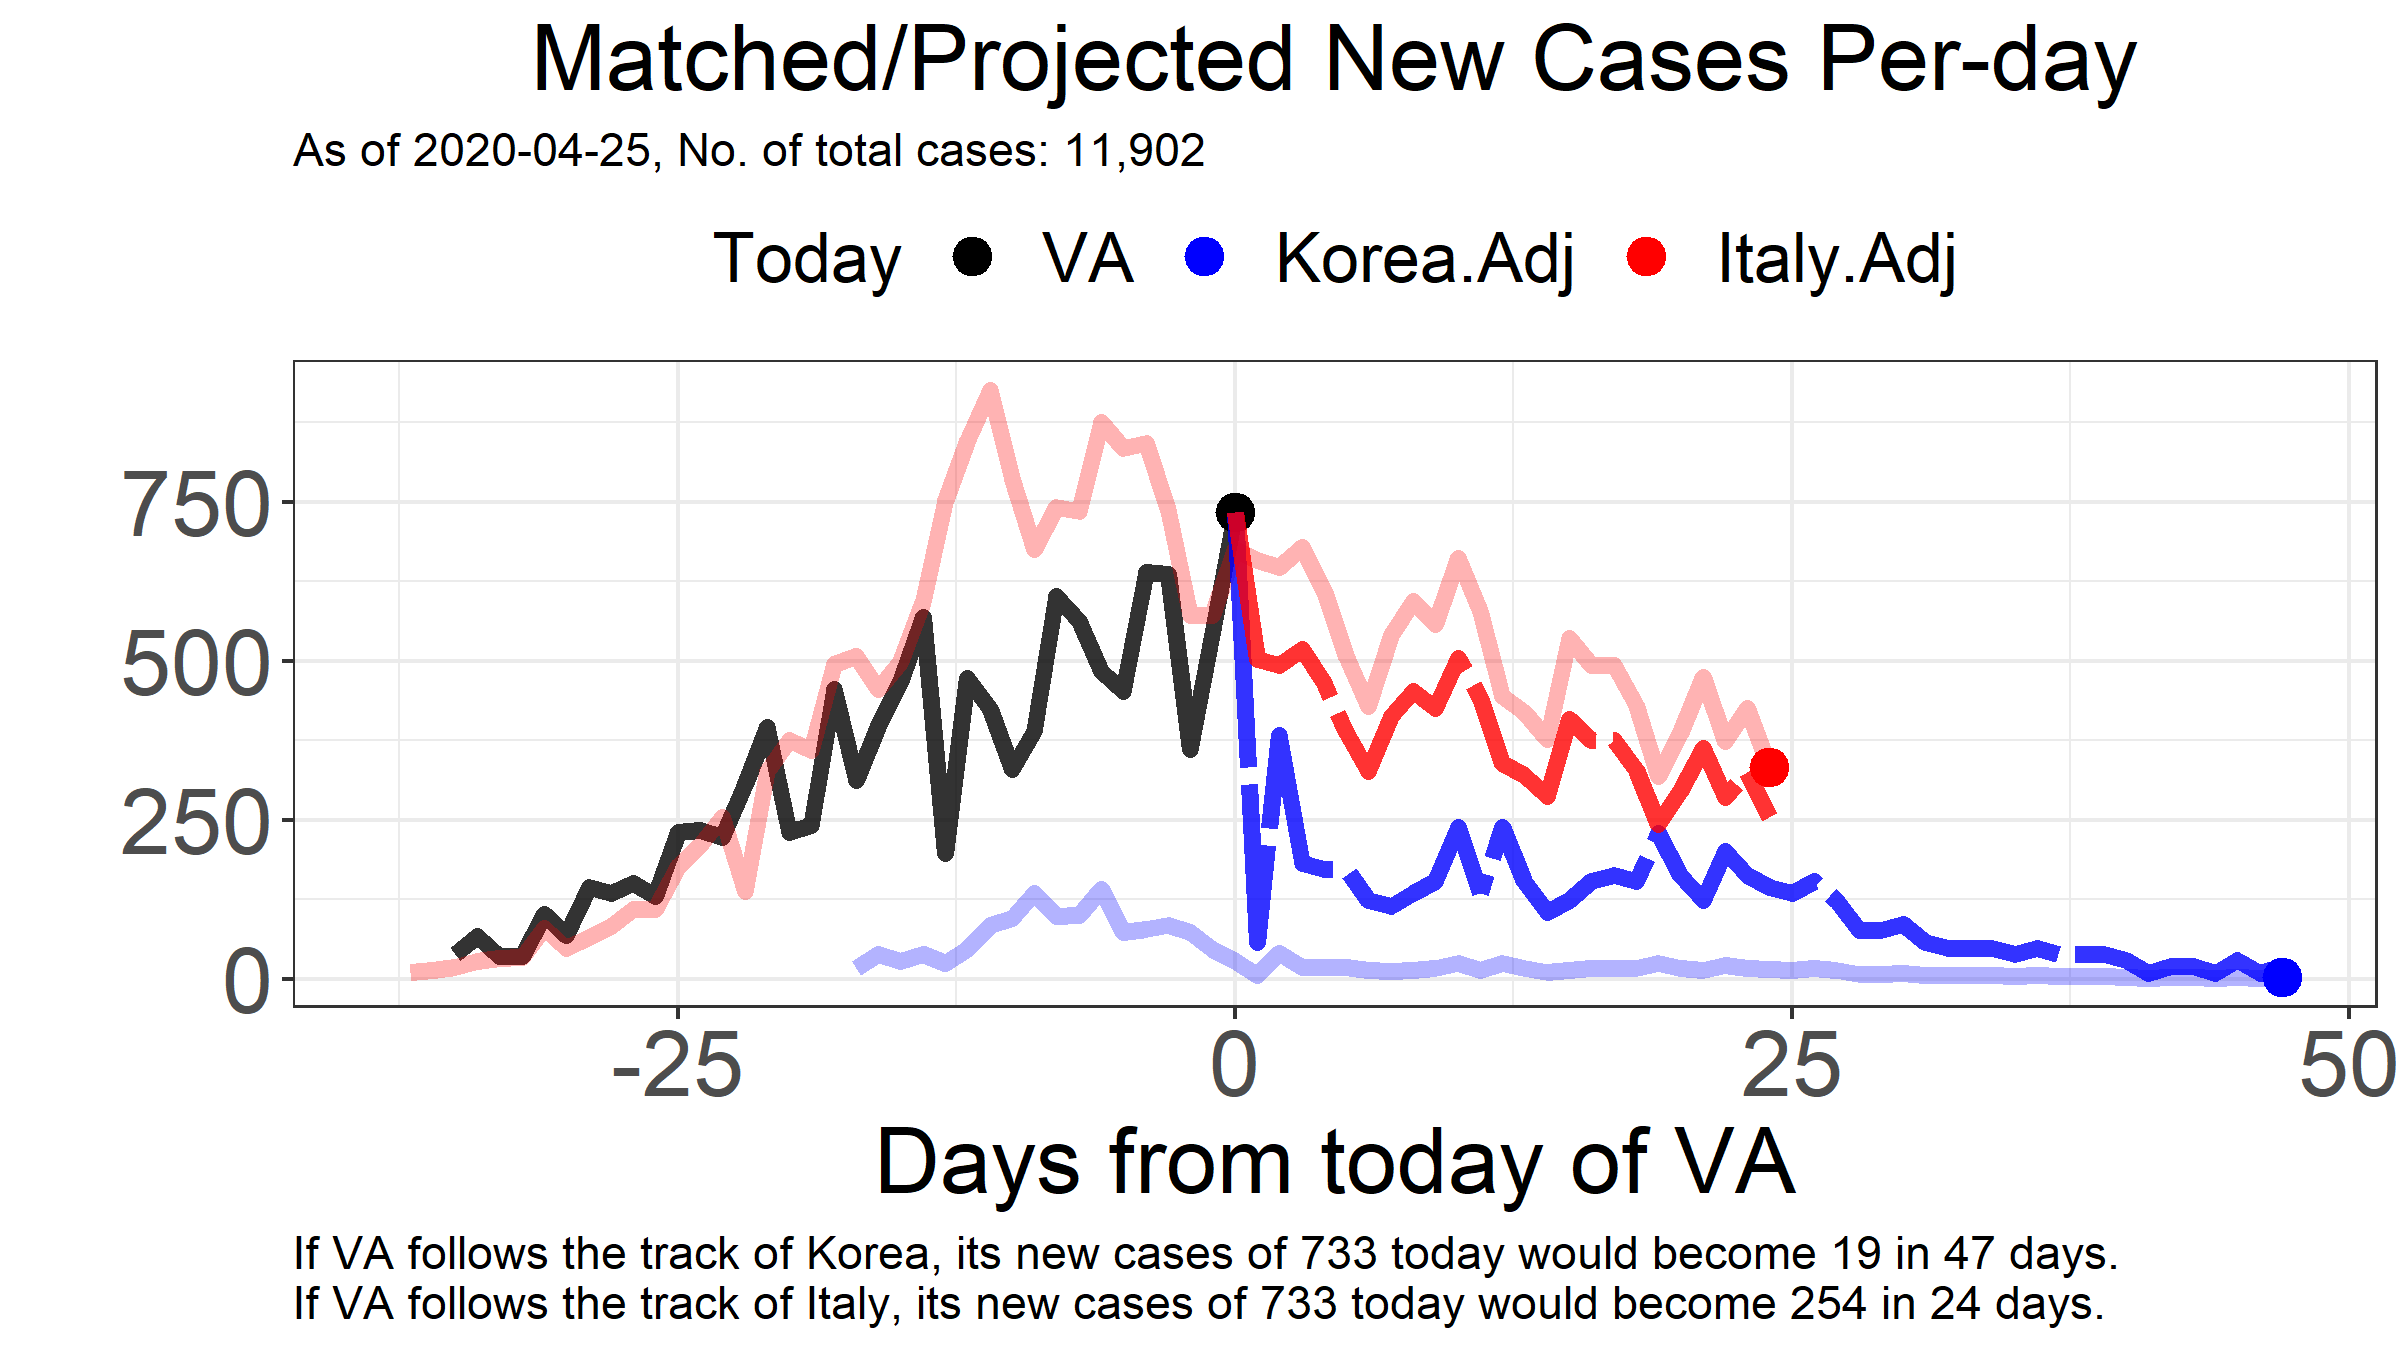 Matched/Projected New Cases Per-day
As of 2020-04-25, No. of total cases: 11,902
Today VA Korea.Adj Italy.Adj
750
500
250
0
-25 0 25 50
Days from today of VA
If VA follows the track of Korea, its new cases of 733 today would become 19 in 47 days.
If VA follows the track of Italy, its new cases of 733 today would become 254 in 24 days.